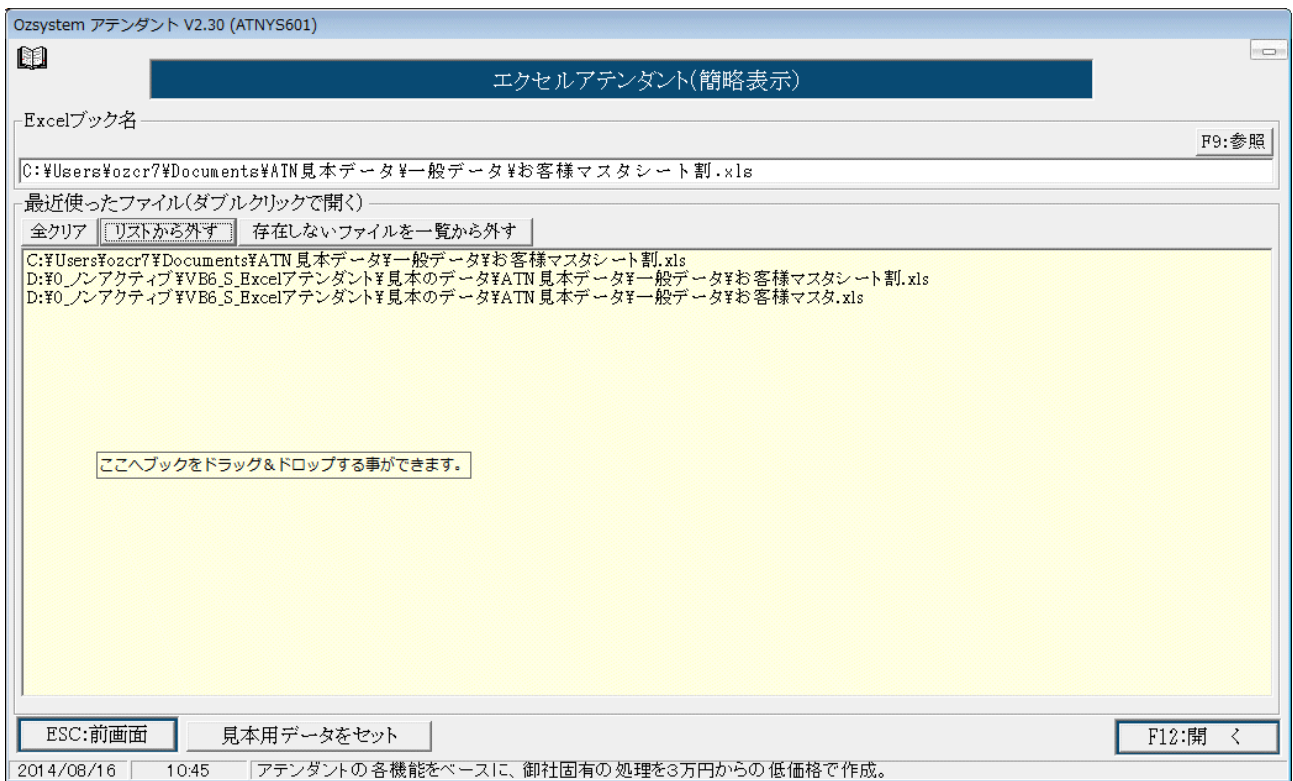 Ozsystem アテンダント V2.30 (ATNYS601)
エクセルアテンダント(簡略表示)
Excelブック名
F9:参照
C:¥Users¥ozcr7¥Documents¥ATN見本データ¥一般データ¥お客様マスタシート割.xls
最近使ったファイル(ダブルクリックで開く)
全クリア リストから外す 存在しないファイルを一覧から外す
C:¥Users¥ozcr7¥Documents¥ATN見本データ¥一般データ¥お客様マスタシート割.xls
D:¥0_ノンアクティブ¥VB6_S_Excelアテンダント¥見本のデータ¥ATN見本データ¥一般データ¥お客様マスタシート割.xls
D:¥0_ノンアクティブ¥VB6_S_Excelアテンダント¥見本のデータ¥ATN見本データ¥一般データ¥お客様マスタ.xls
ここへブックをドラッグ&ドロップする事ができます。
ESC:前画面 見本用データをセット F12:開 く
2014/08/16 10:45 アテンダントの各機能をベースに、御社固有の処理を3万円からの低価格で作成。